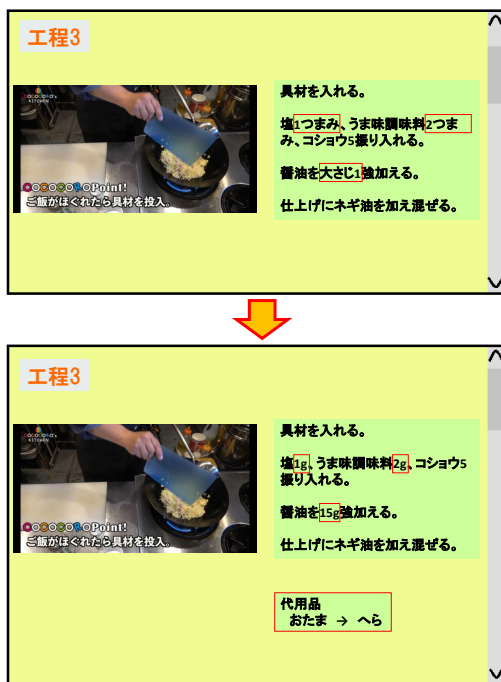 工程3
具材を入れる。
塩1つまみ、うま味調味料2つま
み、コショウ5振り入れる。
醤油を大さじ1強加える。
仕上げにネギ油を加え混ぜる。
COCOCORO's
KITCHEN
COCOCOROPoint!
ご飯がほぐれたら具材を投入。
工程3
具材を入れる。
塩1g、うま味調味料2g、コショウ5
振り入れる。
醤油を15g強加える。
仕上げにネギ油を加え混ぜる。
COCOCORO's
KITCHEN
COCOCOROPoint!
ご飯がほぐれたら具材を投入。
代用品
おたま → へら